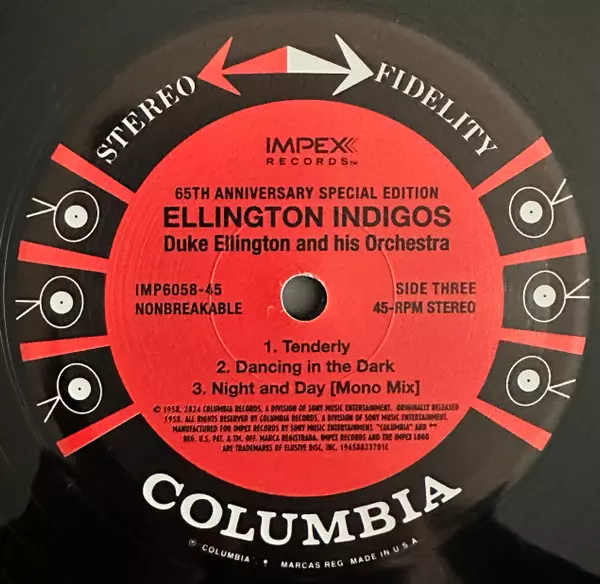 STEREO FIDELITY
IMPEX
RECORDS™
65TH ANNIVERSARY SPECIAL EDITION
ELLINGTON INDIGOS
Duke Ellington and his Orchestra
IMP6058-45
NONBREAKABLE
SIDE THREE
45-RPM STEREO
1. Tenderly
2. Dancing in the Dark
3. Night and Day [Mono Mix]
© 1958, 2024 COLUMBIA RECORDS, A DIVISION OF SONY MUSIC ENTERTAINMENT. ORIGINALLY RELEASED
1958. ALL RIGHTS RESERVED BY COLUMBIA RECORDS, A DIVISION OF SONY MUSIC ENTERTAINMENT.
MANUFACTURED FOR IMPEX RECORDS BY SONY MUSIC ENTERTAINMENT. "COLUMBIA" AND
REG. U.S. PAT. & TM. OFF. MARCA REGISTRADA. IMPEX RECORDS AND THE IMPEX LOGO
ARE TRADEMARKS OF ELUSIVE DISC, INC. 19658823701C
COLUMBIA
℗ "COLUMBIA" MARCAS REG. MADE IN U.S.A.